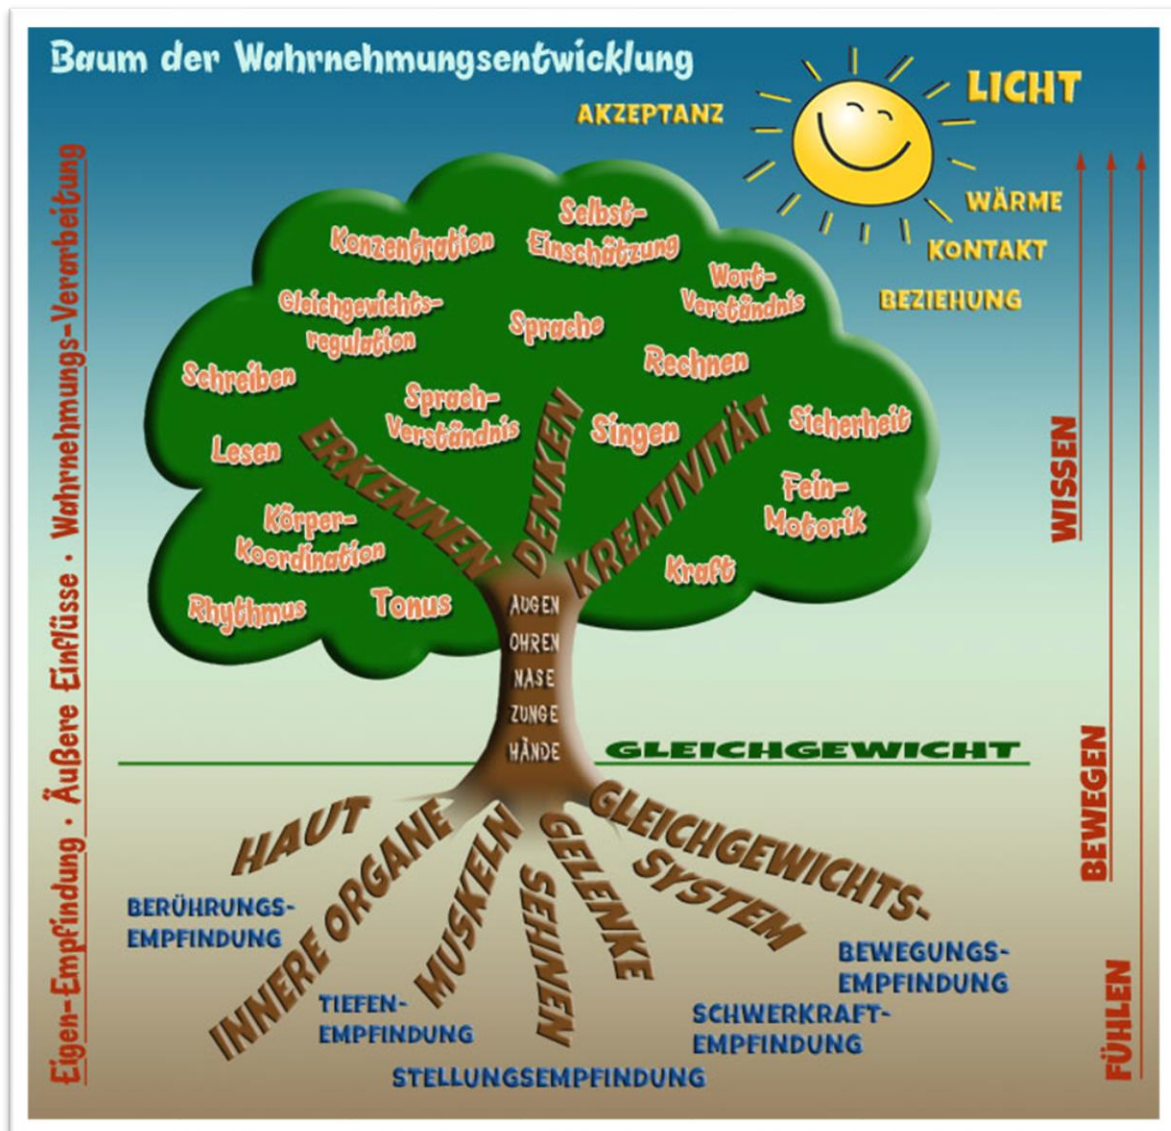 Baum der Wahrnehmungsentwicklung
LICHT
AKZEPTANZ
WÄRME
KONTAKT
BEZIEHUNG
Eigen-Empfindung · Äußere Einflüsse · Wahrnehmungs-Verarbeitung
Konzentration
Selbst-
Einschätzung
Wort-
Verständnis
Gleichgewichts-
regulation
Sprache
Rechnen
Schreiben
Sprach-
Verständnis
Singen
Sicherheit
Lesen
ERKENNEN
DENKEN
KREATIVITÄT
Fein-
Motorik
Körper-
Koordination
Kraft
Rhythmus
Tonus
AUGEN
OHREN
NASE
ZUNGE
HÄNDE
GLEICHGEWICHT
HAUT
INNERE ORGANE
MUSKELN
SEHNEN
GELENKE
GLEICHGEWICHTS-
SYSTEM
BERÜHRUNGS-
EMPFINDUNG
TIEFEN-
EMPFINDUNG
STELLUNGSEMPFINDUNG
SCHWERKRAFT-
EMPFINDUNG
BEWEGUNGS-
EMPFINDUNG
WISSEN
BEWEGEN
FÜHLEN